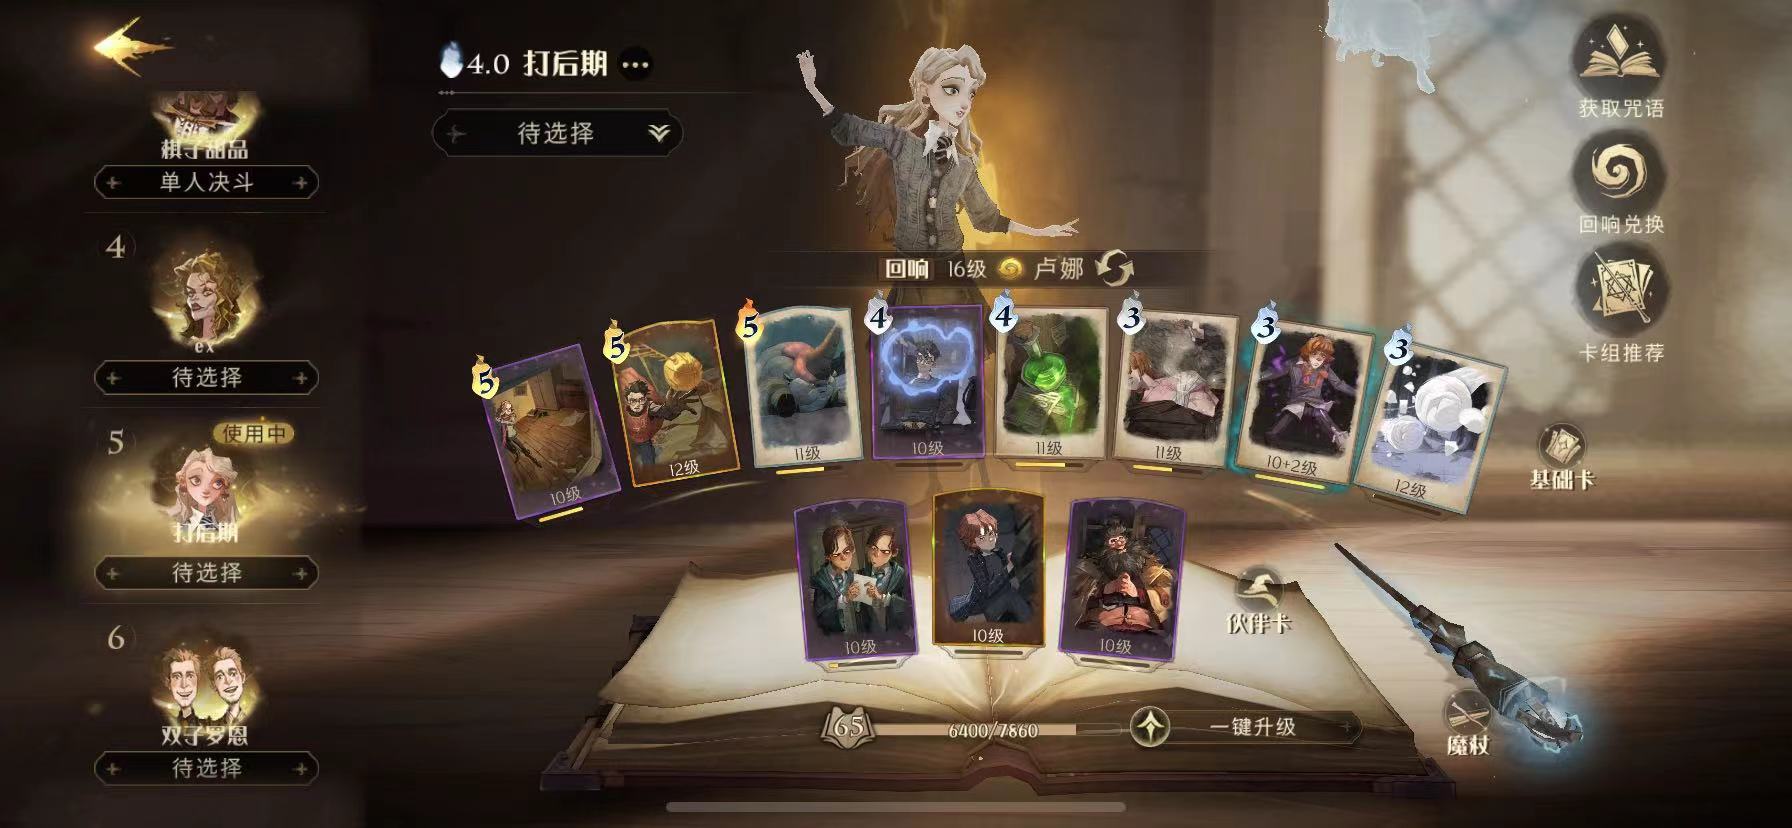 棋子甜品
单人决斗
4
ex
待选择
5
使用中
打后期
待选择
6
双子罗恩
待选择
4.0 打后期
待选择
回响 16级 卢娜
5
10级
5
12级
5
11级
4
10级
4
11级
3
11级
3
10+2级
3
12级
10级
10级
10级
伙伴卡
65
6400/7860
一键升级
获取咒语
回响兑换
卡组推荐
基础卡
魔杖